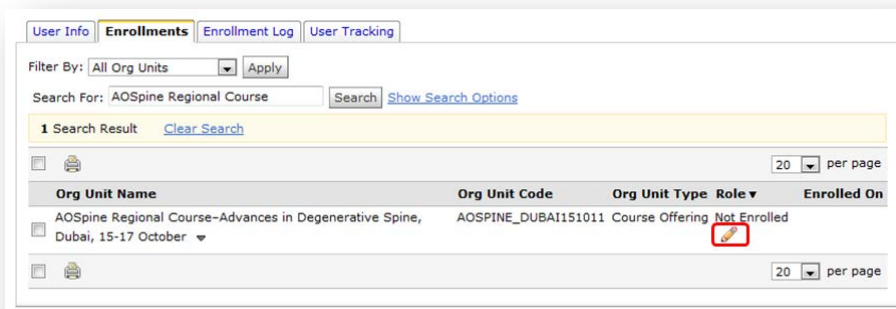 User Info Enrollments Enrollment Log User Tracking
Filter By: All Org Units Apply
Search For: AOSpine Regional Course Search Show Search Options
1 Search Result Clear Search
20 per page
Org Unit Name Org Unit Code Org Unit Type Role Enrolled On
AOSpine Regional Course–Advances in Degenerative Spine, AOSPINE_DUBAI151011 Course Offering Not Enrolled
Dubai, 15-17 October
20 per page